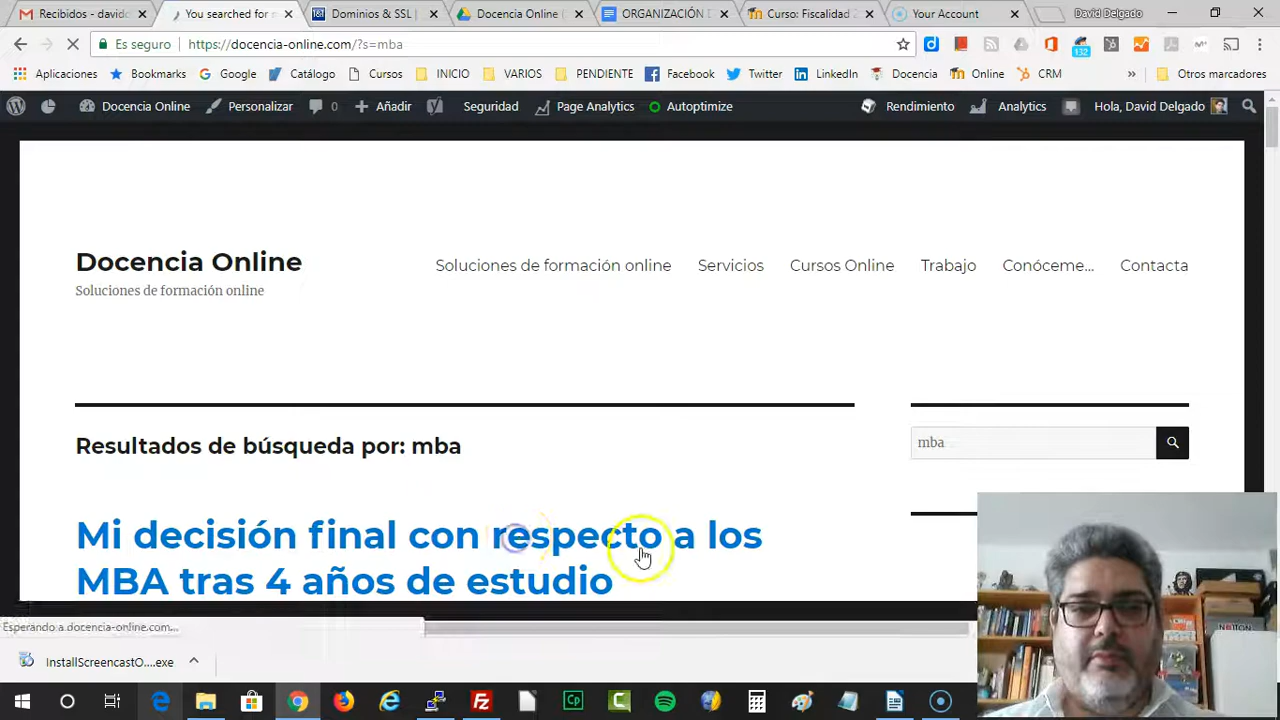 Recibidos - davidd
You searched for m
Dominios & SSL |
Docencia Online (
ORGANIZACIÓN D
Curso: Fiscalidad 2
Your Account
David Delgado
Es seguro
https://docencia-online.com/?s=mba
132
Aplicaciones
Bookmarks
Google
Catálogo
Cursos
INICIO
VARIOS
PENDIENTE
Facebook
Twitter
LinkedIn
Docencia
Online
CRM
»
Otros marcadores
Docencia Online
Personalizar
0
Añadir
Seguridad
Page Analytics
Autoptimize
Rendimiento
Analytics
Hola, David Delgado
Docencia Online
Soluciones de formación online
Servicios
Cursos Online
Trabajo
Conóceme...
Contacta
Soluciones de formación online
Resultados de búsqueda por: mba
mba
Mi decisión final con respecto a los
MBA tras 4 años de estudio
Esperando a docencia-online.com...
InstallScreencastO....exe